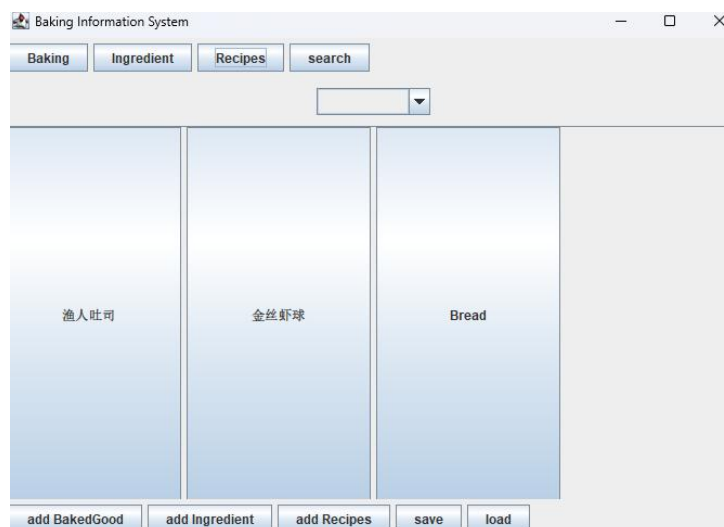 Baking Information System
Baking Ingredient Recipes search
渔人吐司 金丝虾球 Bread
add BakedGood add Ingredient add Recipes save load